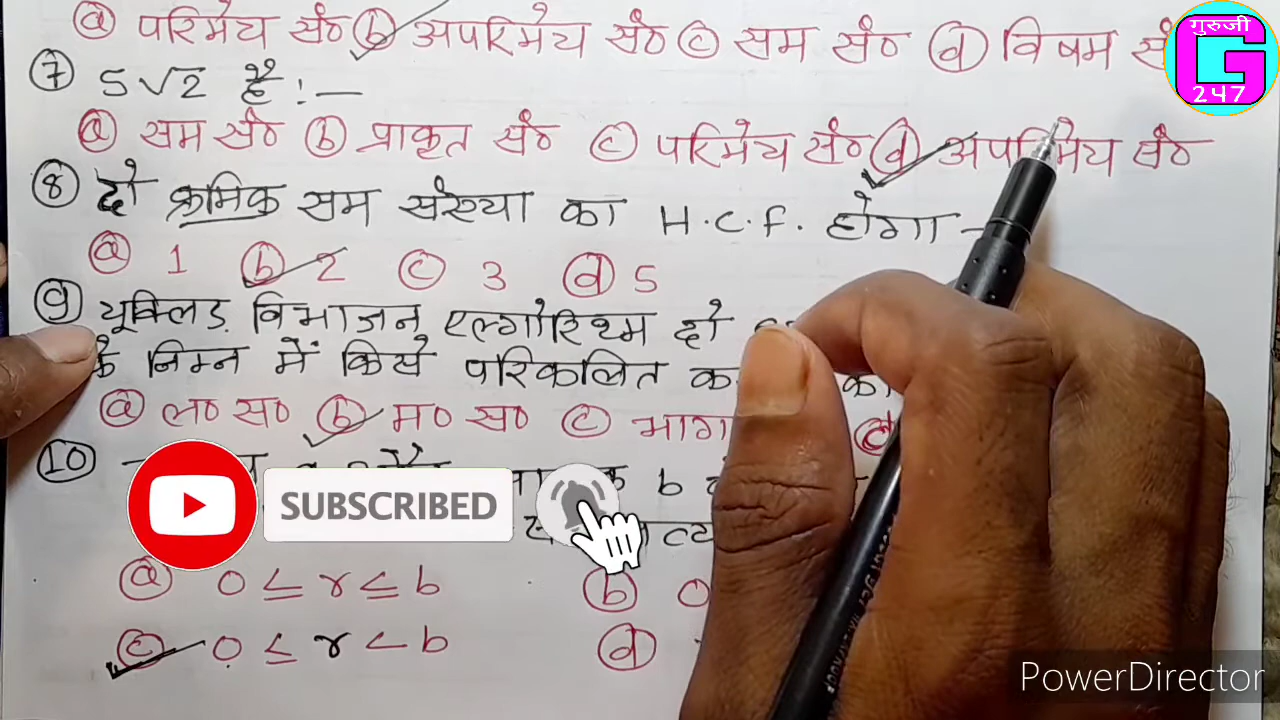 ⓐ परिमेय सं० ⓑ अपरिमेय सं० ⓒ सम सं० ⓓ विषम सं
गुरुजी
G
247
⑦ 5√2 है :—
ⓐ सम सं० ⓑ प्राकृत सं० ⓒ परिमेय सं० ⓓ अपरिमेय सं०
⑧ दो क्रमिक सम संख्या का H.C.F. होगा -
ⓐ 1 ⓑ 2 ⓒ 3 ⓓ 5
⑨ यूक्लिड विभाजन एल्गोरिथ्म दो
के निम्न में किसे परिकलित
ⓐ ल० स० ⓑ म० स० ⓒ भाग
⑩ b
SUBSCRIBED
ⓐ 0 ≤ r ≤ b ⓑ 0
ⓒ 0 ≤ r < b ⓓ
PowerDirector